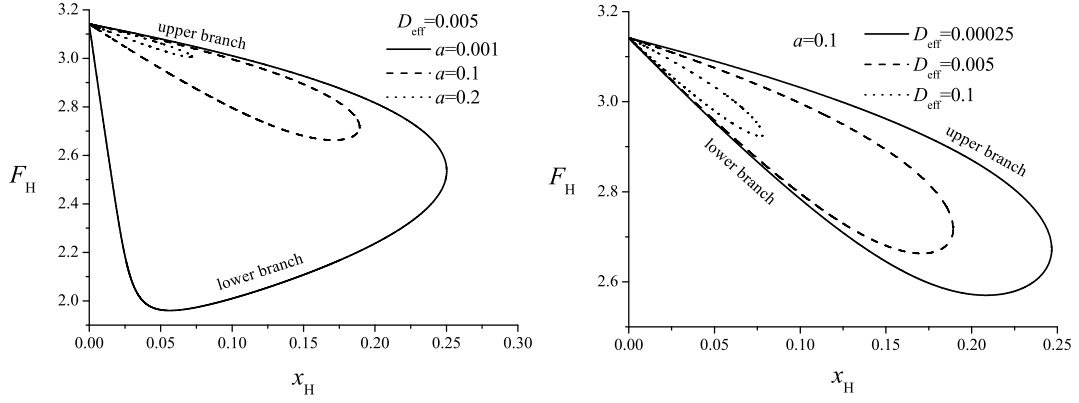 3.2
3.0
2.8
2.6
2.4
2.2
2.0
F_H
0.00 0.05 0.10 0.15 0.20 0.25 0.30
x_H
upper branch
lower branch
D_eff=0.005
a=0.001
a=0.1
a=0.2
3.2
3.0
2.8
2.6
F_H
0.00 0.05 0.10 0.15 0.20 0.25
x_H
a=0.1
D_eff=0.00025
D_eff=0.005
D_eff=0.1
upper branch
lower branch